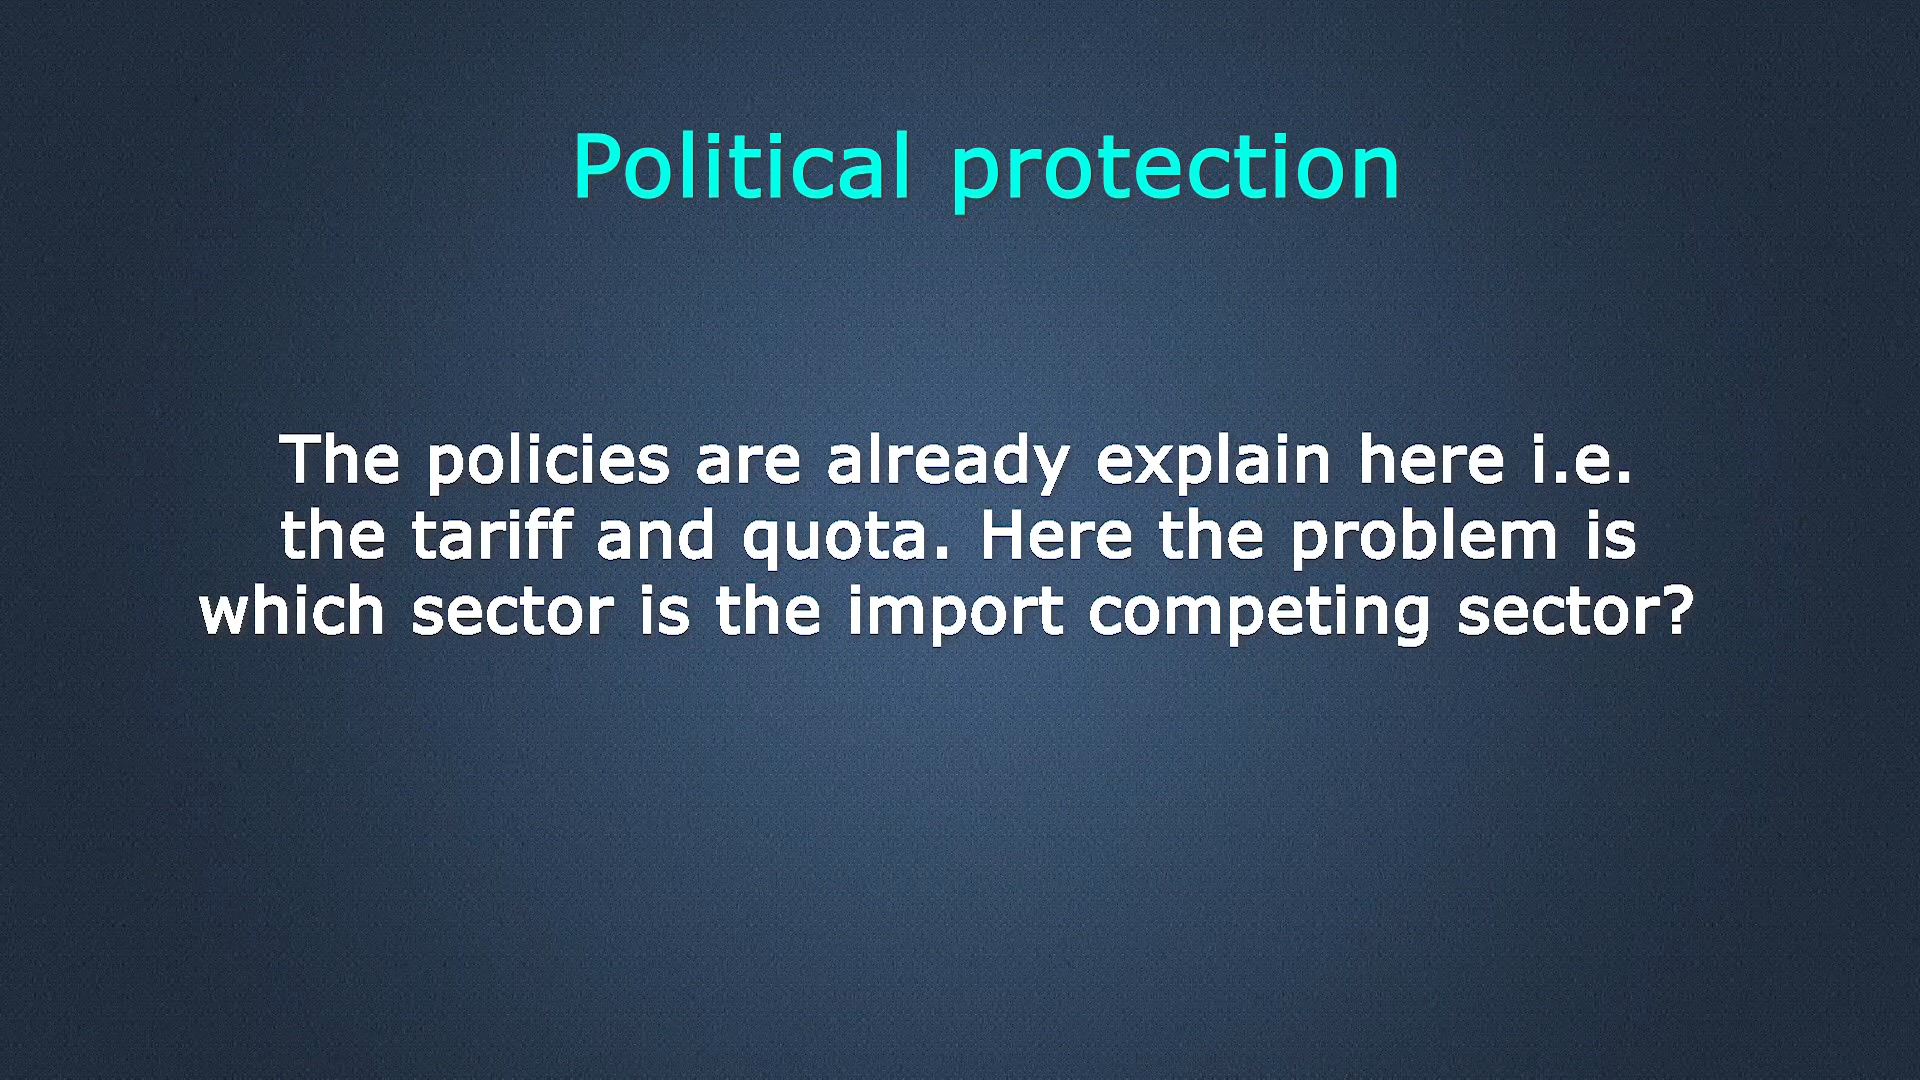 Political protection
The policies are already explain here i.e.
the tariff and quota. Here the problem is
which sector is the import competing sector?